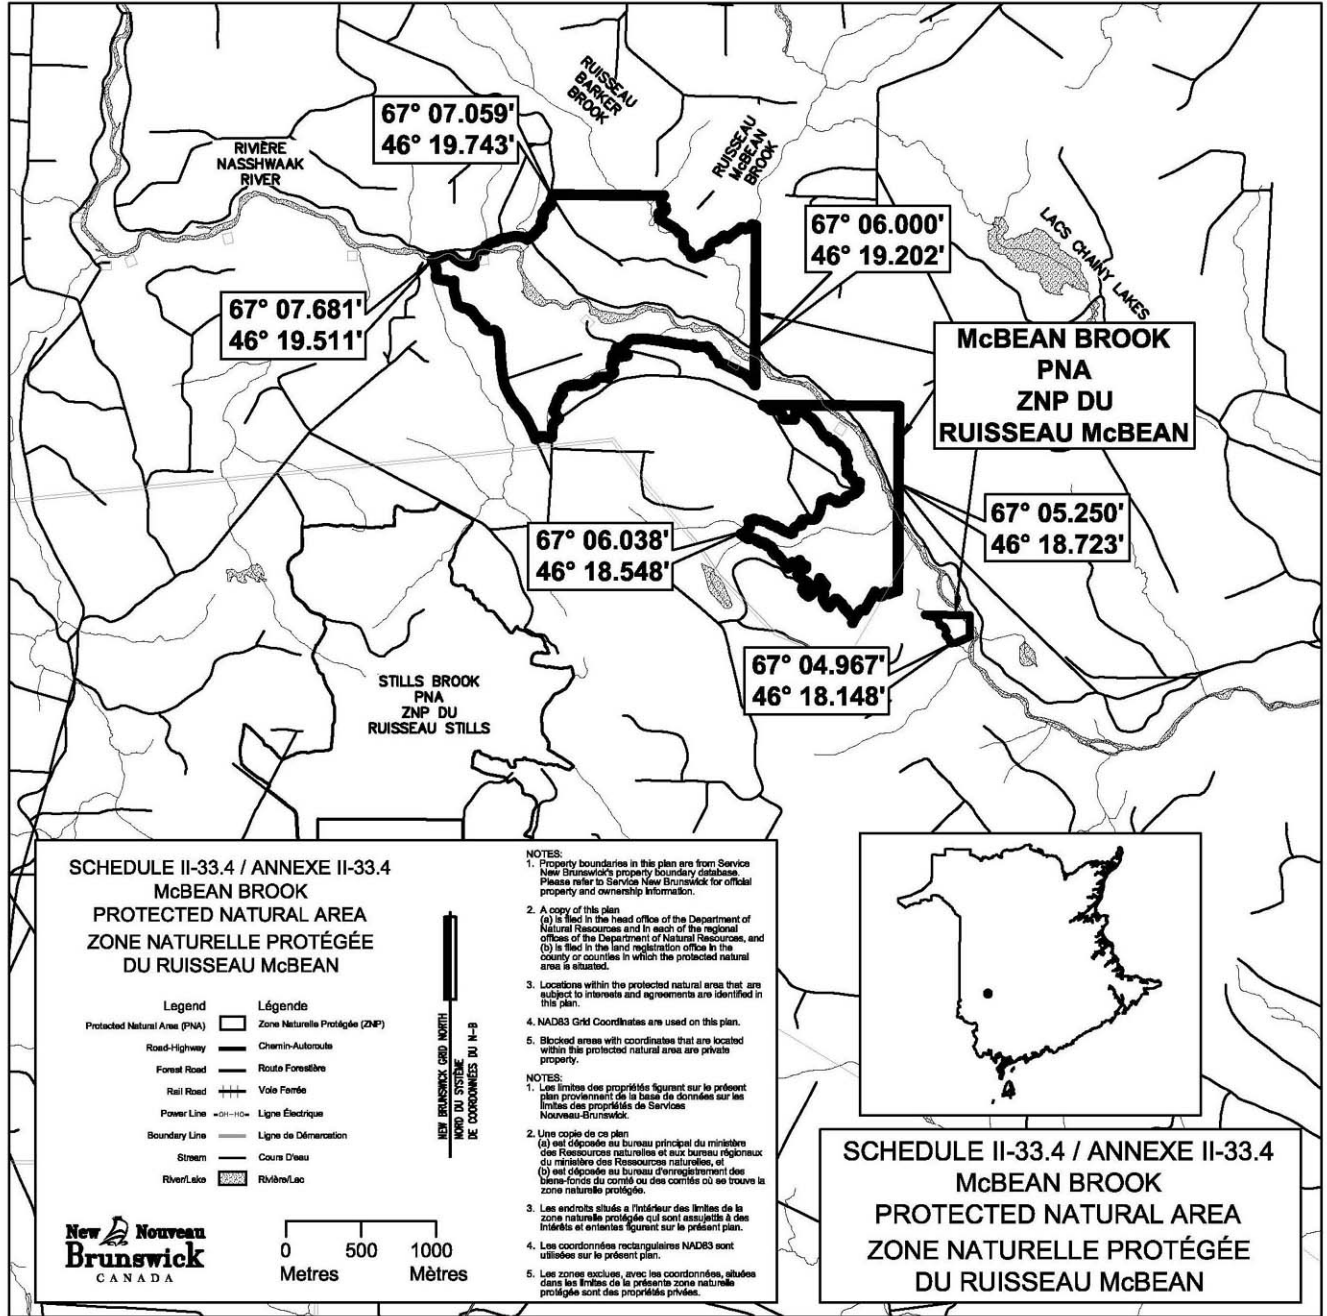 RUISSEAU
BARKER
BROOK
67° 07.059'
46° 19.743'
RIVIÈRE
NASSHWAAK
RIVER
RUISSEAU
McBEAN
BROOK
67° 06.000'
46° 19.202'
LACS CHAINY LAKES
67° 07.681'
46° 19.511'
McBEAN BROOK
PNA
ZNP DU
RUISSEAU McBEAN
67° 05.250'
46° 18.723'
67° 06.038'
46° 18.548'
67° 04.967'
46° 18.148'
STILLS BROOK
PNA
ZNP DU
RUISSEAU STILLS
SCHEDULE II-33.4 / ANNEXE II-33.4
McBEAN BROOK
PROTECTED NATURAL AREA
ZONE NATURELLE PROTÉGÉE
DU RUISSEAU McBEAN
Legend Légende
Protected Natural Area (PNA) Zone Naturelle Protégée (ZNP)
Road-Highway Chemin-Autoroute
Forest Road Route Forestière
Rail Road Voie Ferrée
Power Line -OH-HO- Ligne Électrique
Boundary Line Ligne de Démarcation
Stream Cours D'eau
River/Lake Rivière/Lac
NEW BRUNSWICK GRID NORTH
NORD DU SYSTÈME
DE COORDONNÉES DU N-B
New Nouveau
Brunswick
CANADA
0 500 1000
Metres Mètres
NOTES:
1. Property boundaries in this plan are from Service
New Brunswick's property boundary database.
Please refer to Service New Brunswick for official
property and ownership information.
2. A copy of this plan
(a) is filed in the head office of the Department of
Natural Resources and in each of the regional
offices of the Department of Natural Resources, and
(b) is filed in the land registration office in the
county or counties in which the protected natural
area is situated.
3. Locations within the protected natural area that are
subject to interests and agreements are identified in
this plan.
4. NAD83 Grid Coordinates are used on this plan.
5. Blocked areas with coordinates that are located
within this protected natural area are private
property.
NOTES:
1. Les limites des propriétés figurant sur le présent
plan proviennent de la base de données sur les
limites des propriétés de Services
Nouveau-Brunswick.
2. Une copie de ce plan
(a) est déposée au bureau principal du ministère
des Ressources naturelles et aux bureau régionaux
du ministère des Ressources naturelles, et
(b) est déposée au bureau d'enregistrement des
biens-fonds du comté ou des comtés où se trouve la
zone naturelle protégée.
3. Les endroits situés a l'intérieur des limites de la
zone naturelle protégée qui sont assujettis à des
intérêts et ententes figurent sur le présent plan.
4. Les coordonnées rectangulaires NAD83 sont
utilisées sur le présent plan.
5. Les zones exclues, avec les coordonnées, situées
dans les limites de la présente zone naturelle
protégée sont des propriétés privées.
SCHEDULE II-33.4 / ANNEXE II-33.4
McBEAN BROOK
PROTECTED NATURAL AREA
ZONE NATURELLE PROTÉGÉE
DU RUISSEAU McBEAN